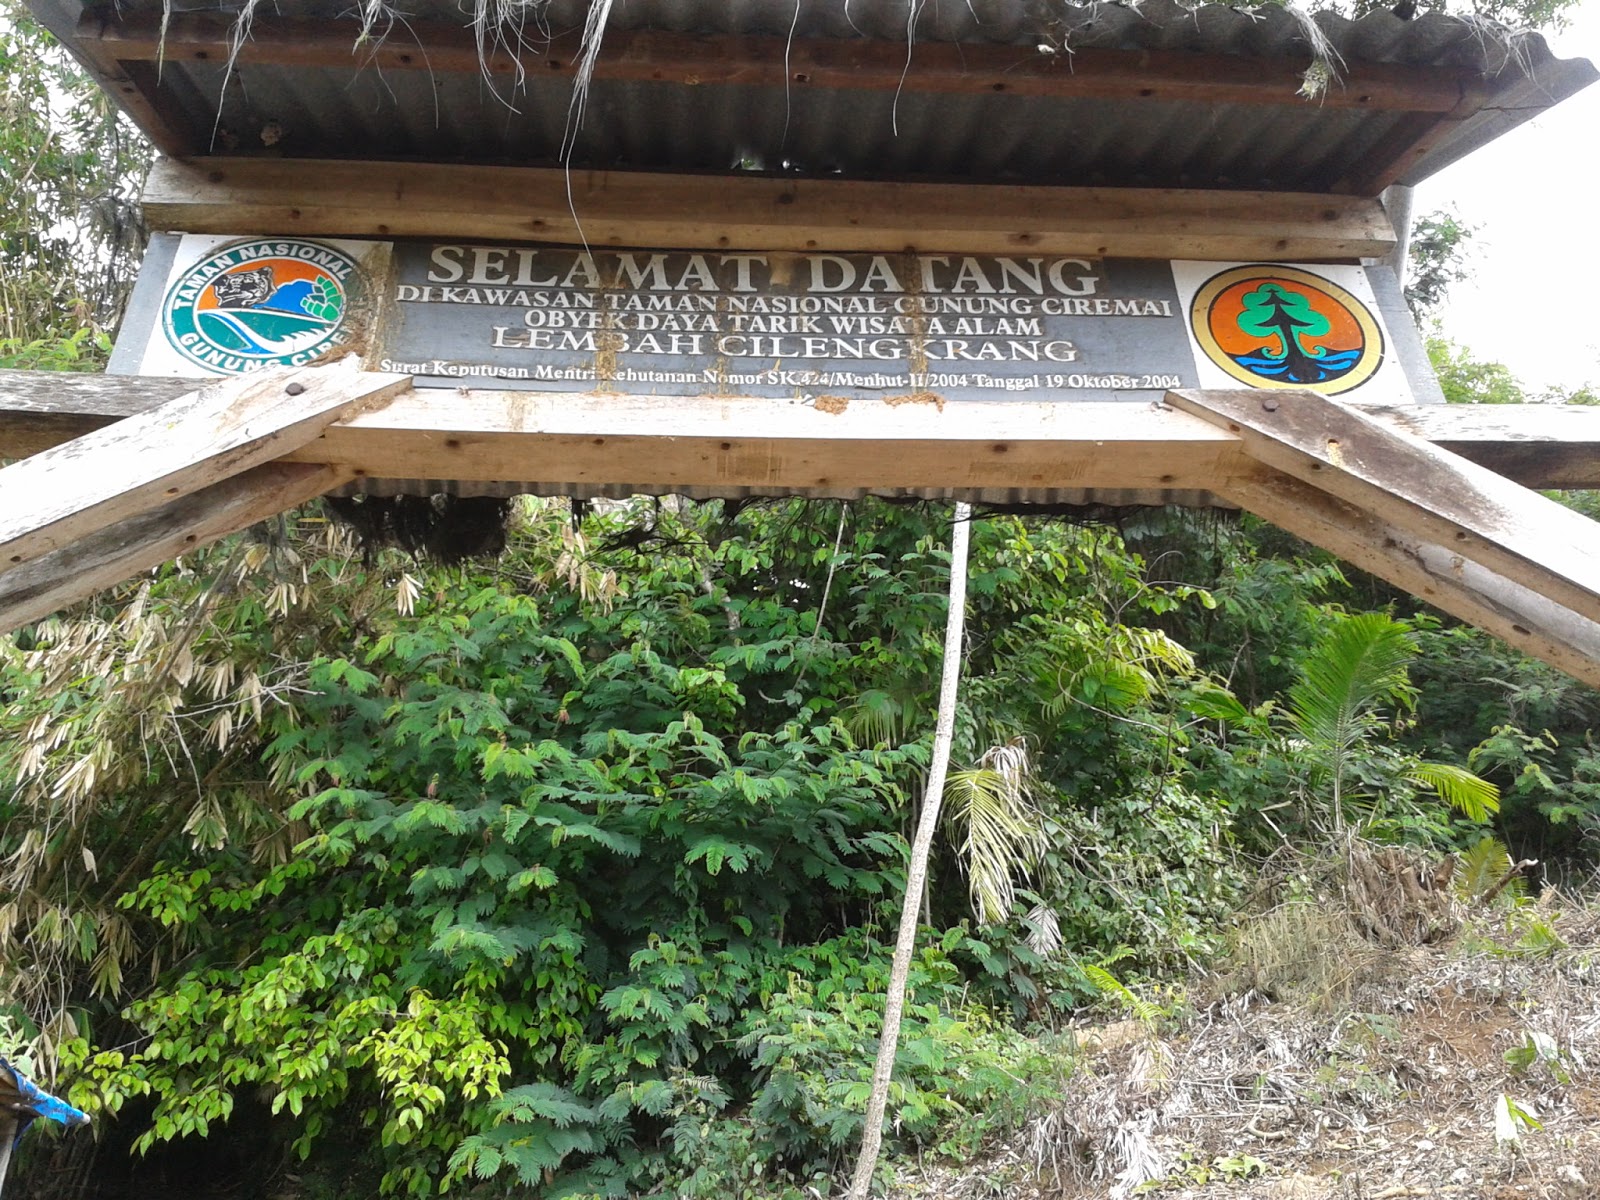 TAMAN NASIONAL
GUNUNG CIRE
SELAMAT DATANG
DI KAWASAN TAMAN NASIONAL GUNUNG CIREMAI
OBYEK DAYA TARIK WISATA ALAM
LEMBAH CILENGKRANG
Surat Keputusan Mentri Kehutanan Nomor SK.424/Menhut-II/2004 Tanggal 19 Oktober 2004